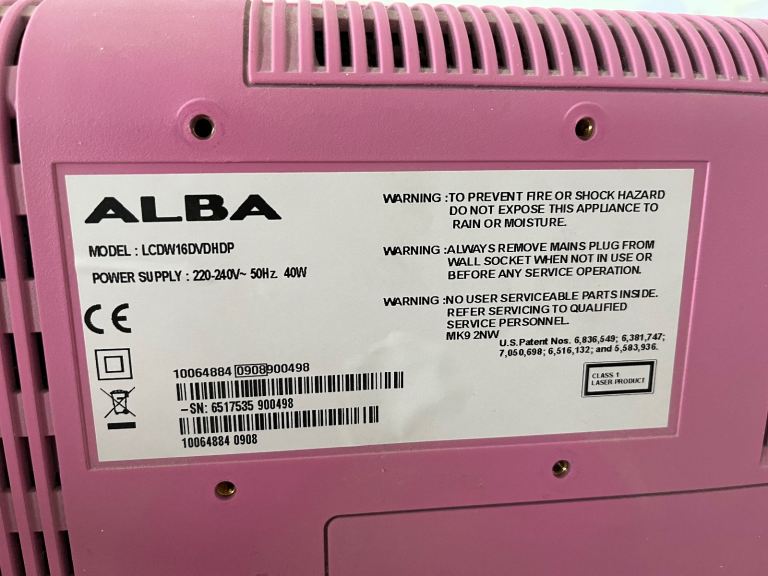 ALBA
MODEL : LCDW16DVDHDP
POWER SUPPLY : 220-240V~ 50Hz. 40W
CE
WARNING :TO PREVENT FIRE OR SHOCK HAZARD
DO NOT EXPOSE THIS APPLIANCE TO
RAIN OR MOISTURE.
WARNING :ALWAYS REMOVE MAINS PLUG FROM
WALL SOCKET WHEN NOT IN USE OR
BEFORE ANY SERVICE OPERATION.
WARNING :NO USER SERVICEABLE PARTS INSIDE.
REFER SERVICING TO QUALIFIED
SERVICE PERSONNEL.
MK9 2NW
U.S.Patent Nos. 6,836,549; 6,381,747;
7,050,698; 6,516,132; and 5,583,936.
CLASS 1
LASER PRODUCT
10064884 0908900498
–SN: 6517535 900498
10064884 0908